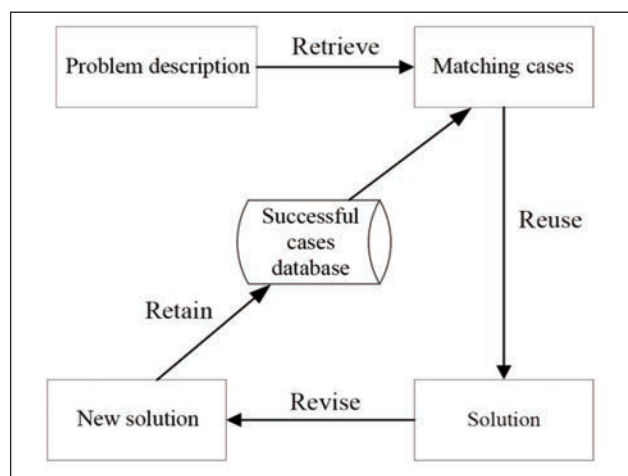 Problem description
Retrieve
Matching cases
Successful
cases
database
Reuse
Retain
New solution
Revise
Solution